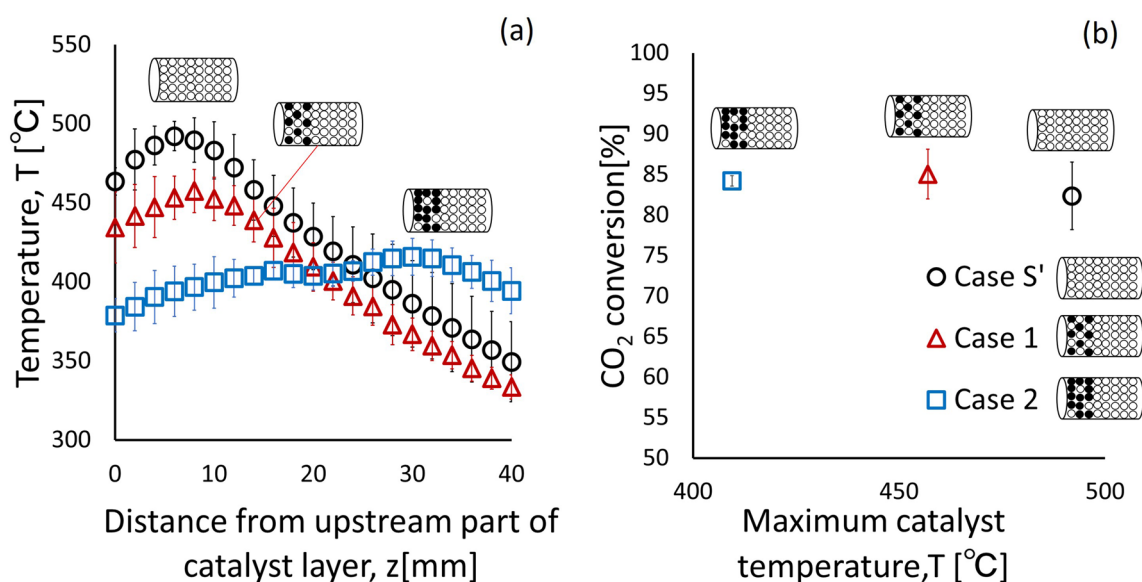 (a)
550
500
450
400
350
300
Temperature, T [℃]
0
10
20
30
40
Distance from upstream part of
catalyst layer, z[mm]
(b)
100
95
90
85
80
75
70
65
60
55
50
CO₂ conversion[%]
Case S'
Case 1
Case 2
400
450
500
Maximum catalyst
temperature,T [℃]